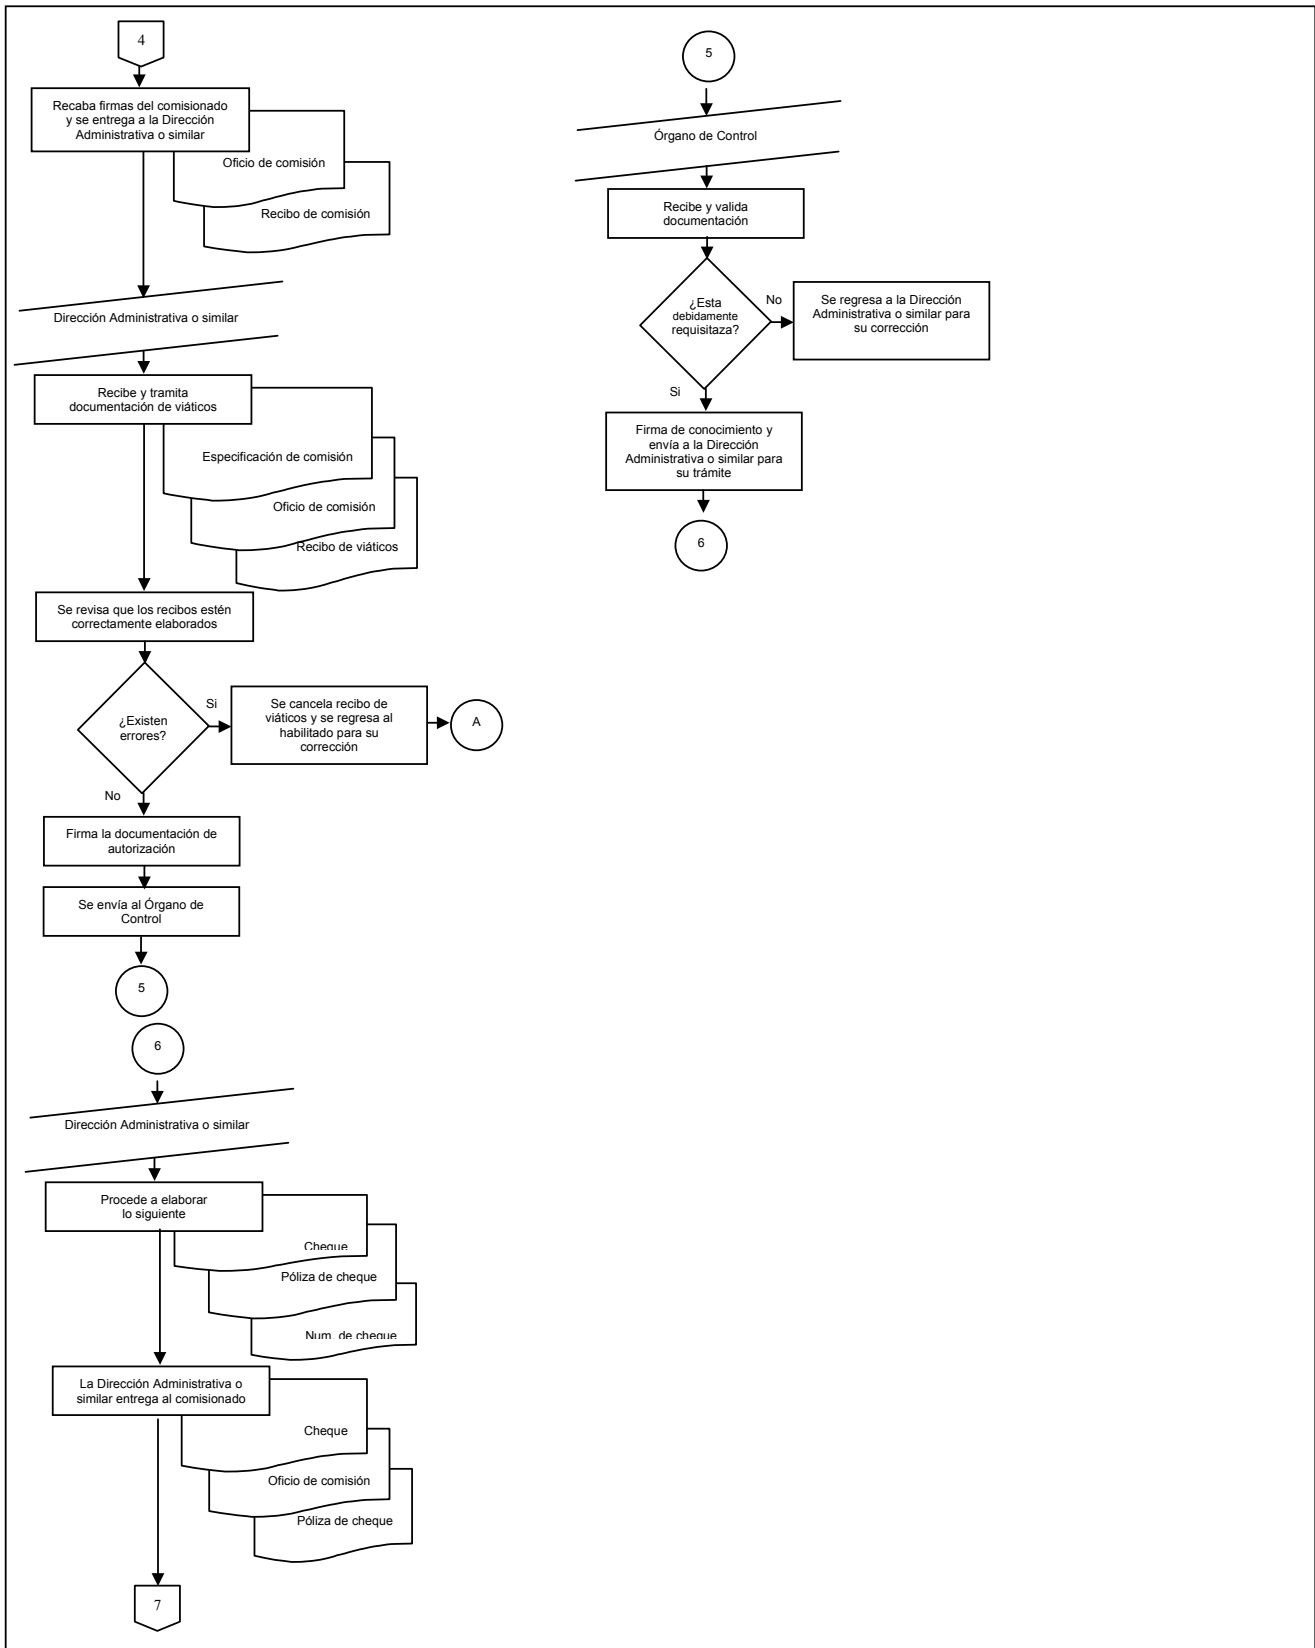 4
Recaba firmas del comisionado
y se entrega a la Dirección
Administrativa o similar
Oficio de comisión
Recibo de comisión
Dirección Administrativa o similar
Recibe y tramita
documentación de viáticos
Especificación de comisión
Oficio de comisión
Recibo de viáticos
Se revisa que los recibos estén
correctamente elaborados
¿Existen
errores?
Si
Se cancela recibo de
viáticos y se regresa al
habilitado para su
corrección
A
No
Firma la documentación de
autorización
Se envía al Órgano de
Control
5
6
Dirección Administrativa o similar
Procede a elaborar
lo siguiente
Cheque
Póliza de cheque
Num. de cheque
La Dirección Administrativa o
similar entrega al comisionado
Cheque
Oficio de comisión
Póliza de cheque
7
5
Órgano de Control
Recibe y valida
documentación
¿Esta
debidamente
requisitaza?
No
Se regresa a la Dirección
Administrativa o similar para
su corrección
Si
Firma de conocimiento y
envía a la Dirección
Administrativa o similar para
su trámite
6